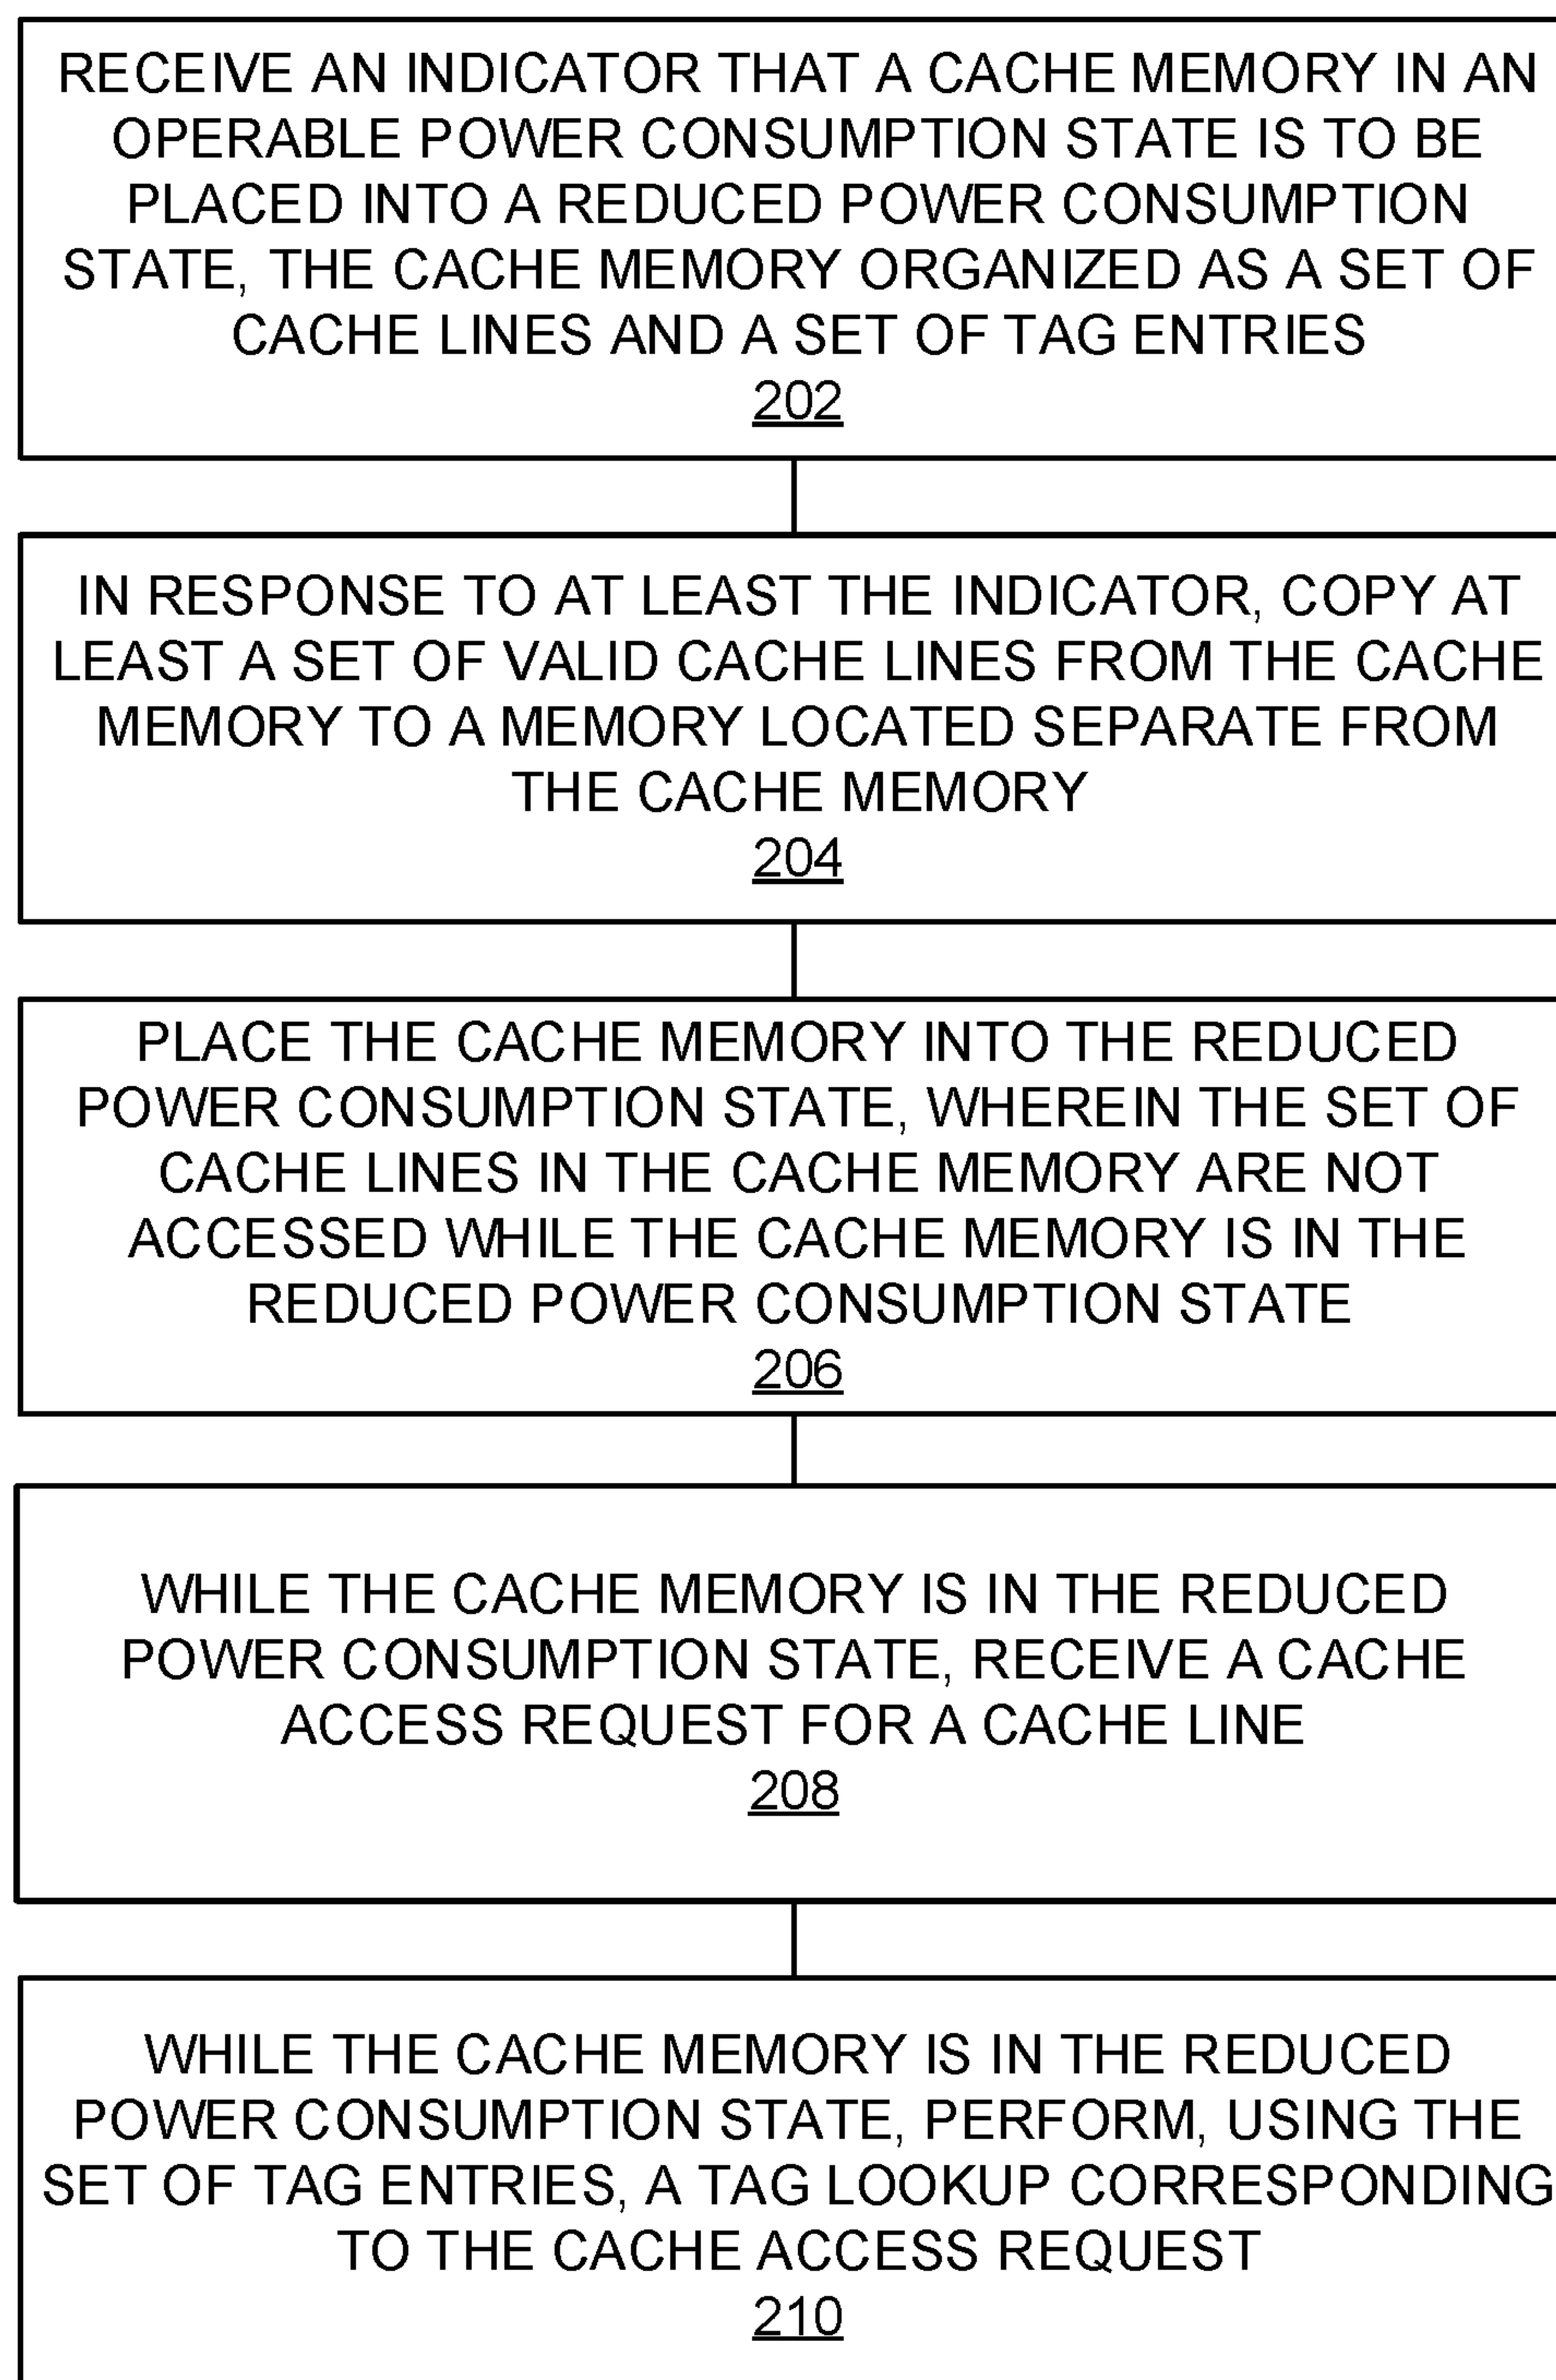 RECEIVE AN INDICATOR THAT A CACHE MEMORY IN AN
OPERABLE POWER CONSUMPTION STATE IS TO BE
PLACED INTO A REDUCED POWER CONSUMPTION
STATE, THE CACHE MEMORY ORGANIZED AS A SET OF
CACHE LINES AND A SET OF TAG ENTRIES
202
IN RESPONSE TO AT LEAST THE INDICATOR, COPY AT
LEAST A SET OF VALID CACHE LINES FROM THE CACHE
MEMORY TO A MEMORY LOCATED SEPARATE FROM
THE CACHE MEMORY
204
PLACE THE CACHE MEMORY INTO THE REDUCED
POWER CONSUMPTION STATE, WHEREIN THE SET OF
CACHE LINES IN THE CACHE MEMORY ARE NOT
ACCESSED WHILE THE CACHE MEMORY IS IN THE
REDUCED POWER CONSUMPTION STATE
206
WHILE THE CACHE MEMORY IS IN THE REDUCED
POWER CONSUMPTION STATE, RECEIVE A CACHE
ACCESS REQUEST FOR A CACHE LINE
208
WHILE THE CACHE MEMORY IS IN THE REDUCED
POWER CONSUMPTION STATE, PERFORM, USING THE
SET OF TAG ENTRIES, A TAG LOOKUP CORRESPONDING
TO THE CACHE ACCESS REQUEST
210